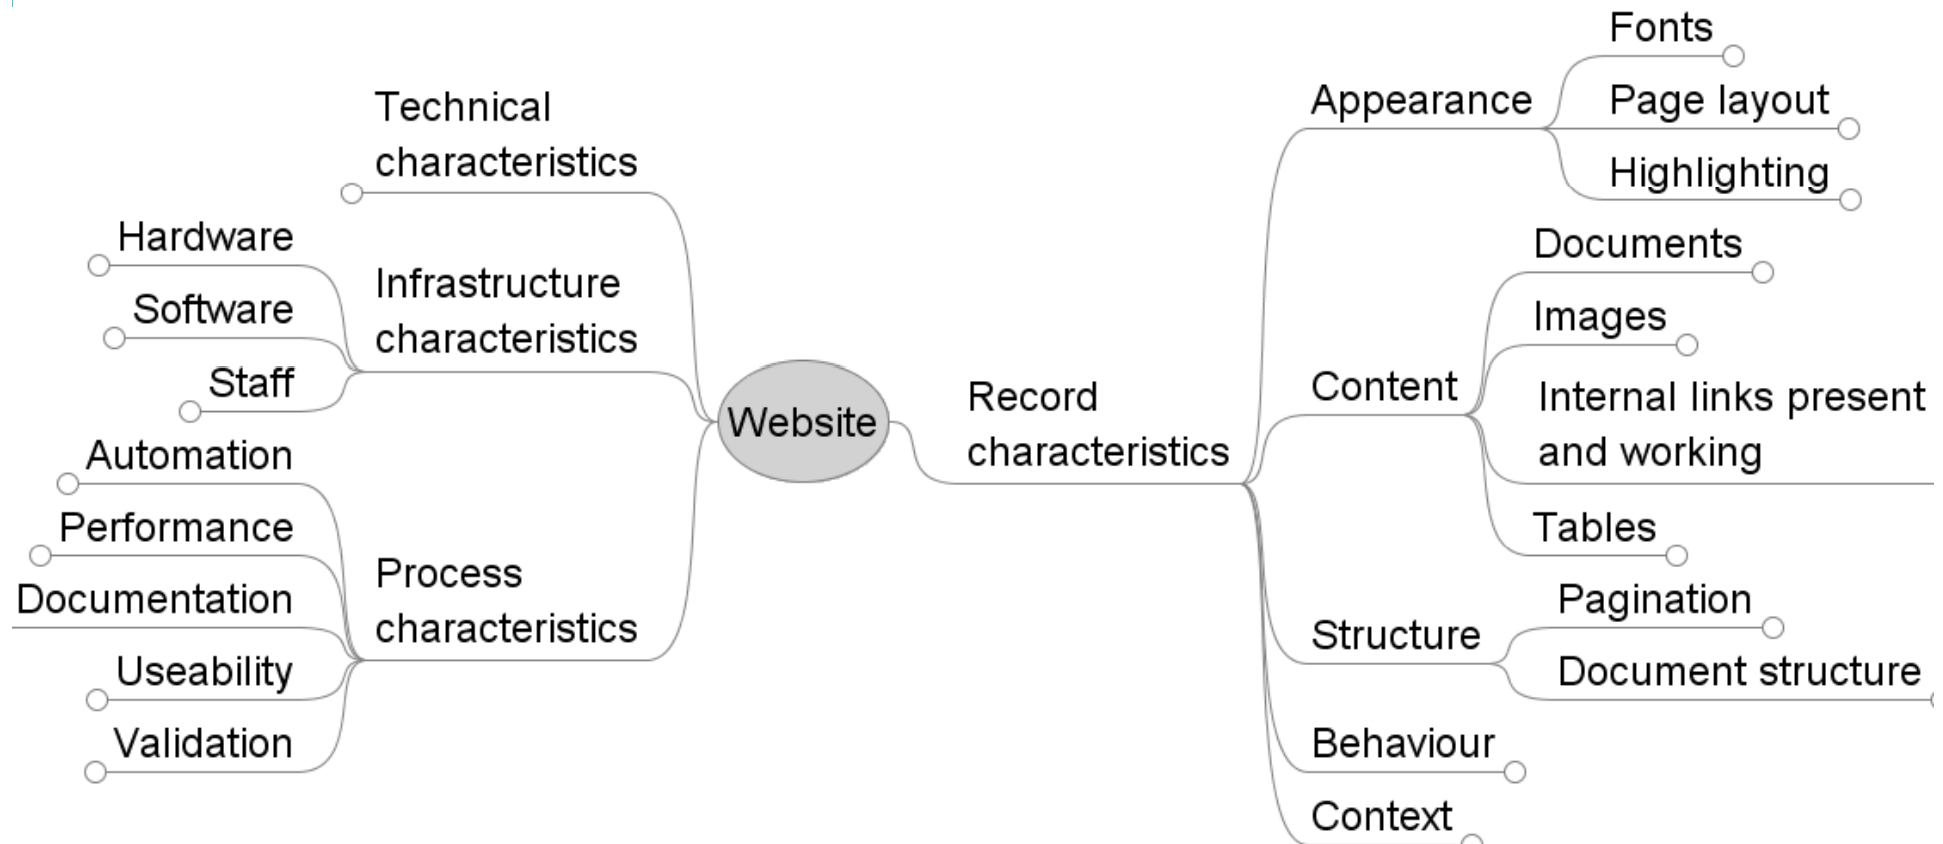 Technical
characteristics
Hardware
Software
Staff
Infrastructure
characteristics
Automation
Performance
Documentation
Useability
Validation
Process
characteristics
Website
Record
characteristics
Appearance
Fonts
Page layout
Highlighting
Content
Documents
Images
Internal links present
and working
Tables
Structure
Pagination
Document structure
Behaviour
Context